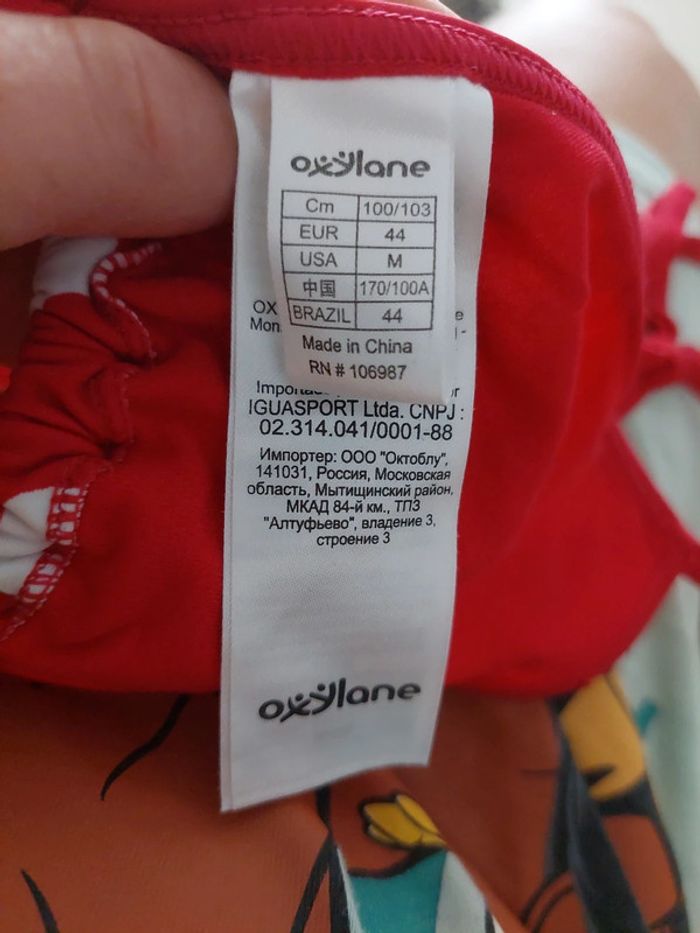 oxylane
Cm 100/103
EUR 44
USA M
中国 170/100A
BRAZIL 44
Made in China
RN # 106987
OX
Mon
IGUASPORT Ltda. CNPJ :
02.314.041/0001-88
Импортер: ООО "Октоблу",
141031, Россия, Московская
область, Мытищинский район,
МКАД 84-й км., ТПЗ
"Алтуфьево", владение 3,
строение 3
oxylane